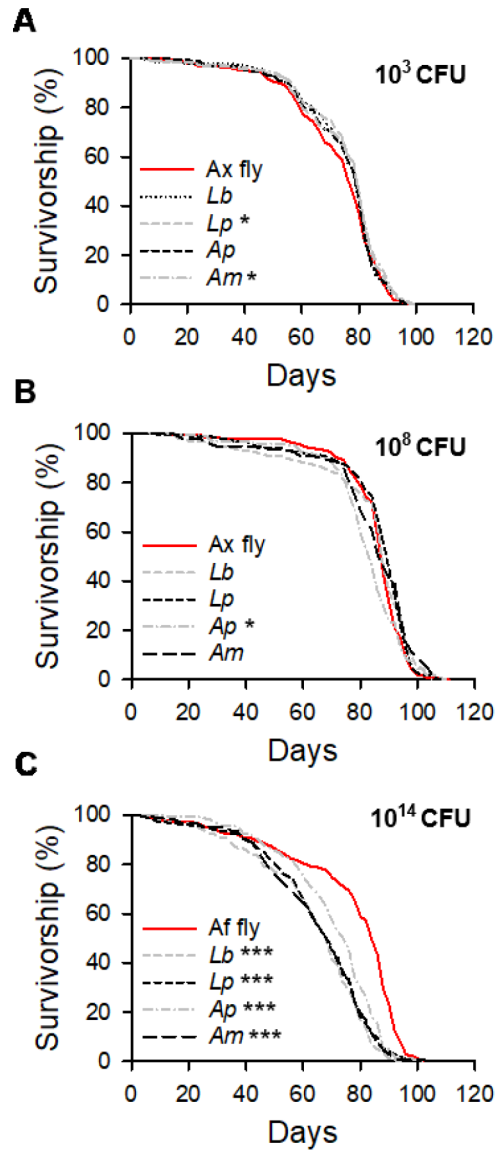 A
Survivorship (%)
100
80
60
40
20
0
10³ CFU
Ax fly
Lb
Lp *
Ap
Am *
0 20 40 60 80 100 120
Days
B
Survivorship (%)
100
80
60
40
20
0
10⁸ CFU
Ax fly
Lb
Lp
Ap *
Am
0 20 40 60 80 100 120
Days
C
Survivorship (%)
100
80
60
40
20
0
10¹⁴ CFU
Af fly
Lb ***
Lp ***
Ap ***
Am ***
0 20 40 60 80 100 120
Days